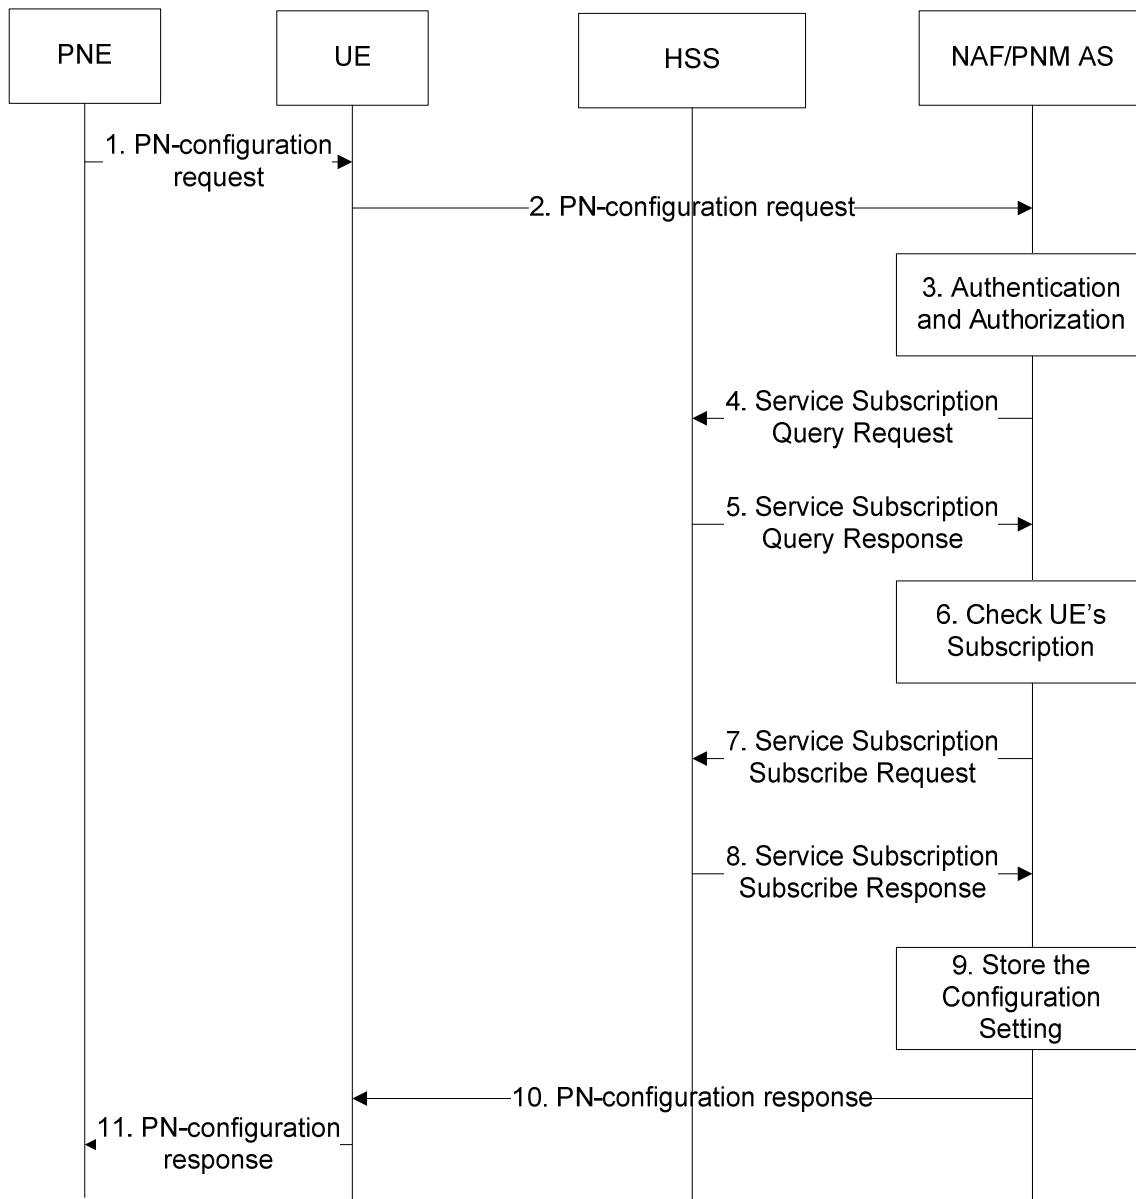 PNE
UE
HSS
NAF/PNM AS
1. PN-configuration
request
2. PN-configuration request
3. Authentication
and Authorization
4. Service Subscription
Query Request
5. Service Subscription
Query Response
6. Check UE’s
Subscription
7. Service Subscription
Subscribe Request
8. Service Subscription
Subscribe Response
9. Store the
Configuration
Setting
10. PN-configuration response
11. PN-configuration
response